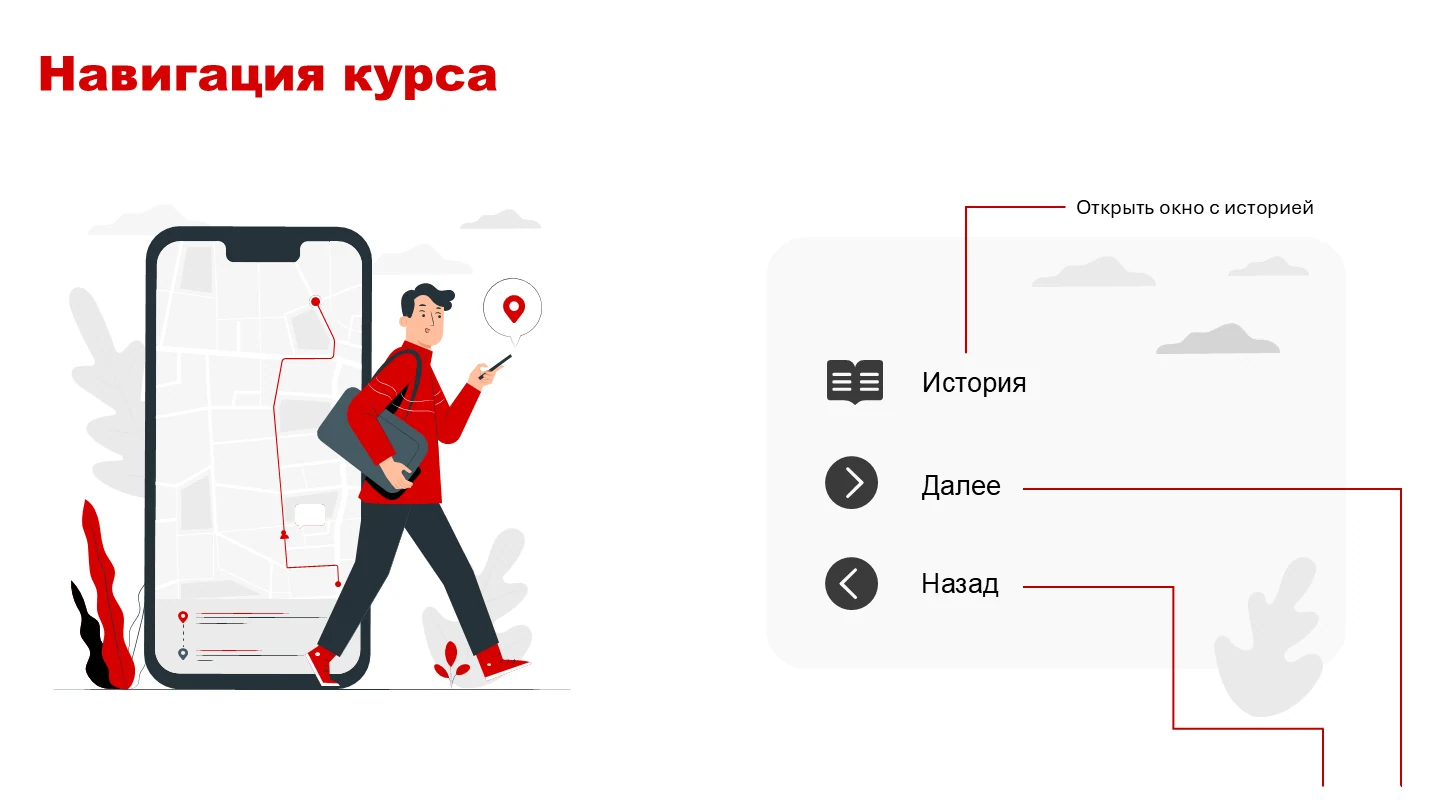 Навигация курса
Открыть окно с историей
История
Далее
Назад